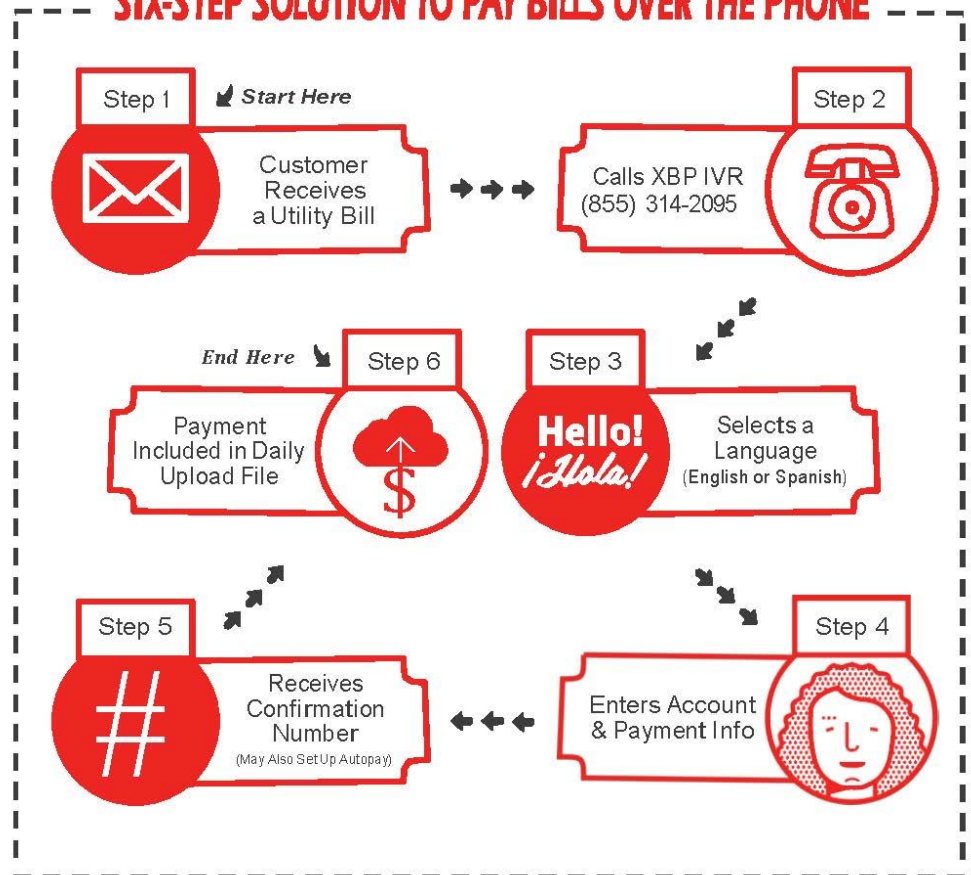 SIX-STEP SOLUTION TO PAY BILLS OVER THE PHONE
Step 1
Start Here
Customer
Receives
a Utility Bill
Step 2
Calls XBP IVR
(855) 314-2095
Step 3
Hello!
¡Hola!
Selects a
Language
(English or Spanish)
Step 4
Enters Account
& Payment Info
Step 5
#
Receives
Confirmation
Number
(May Also Set Up Autopay)
End Here
Step 6
$
Payment
Included in Daily
Upload File